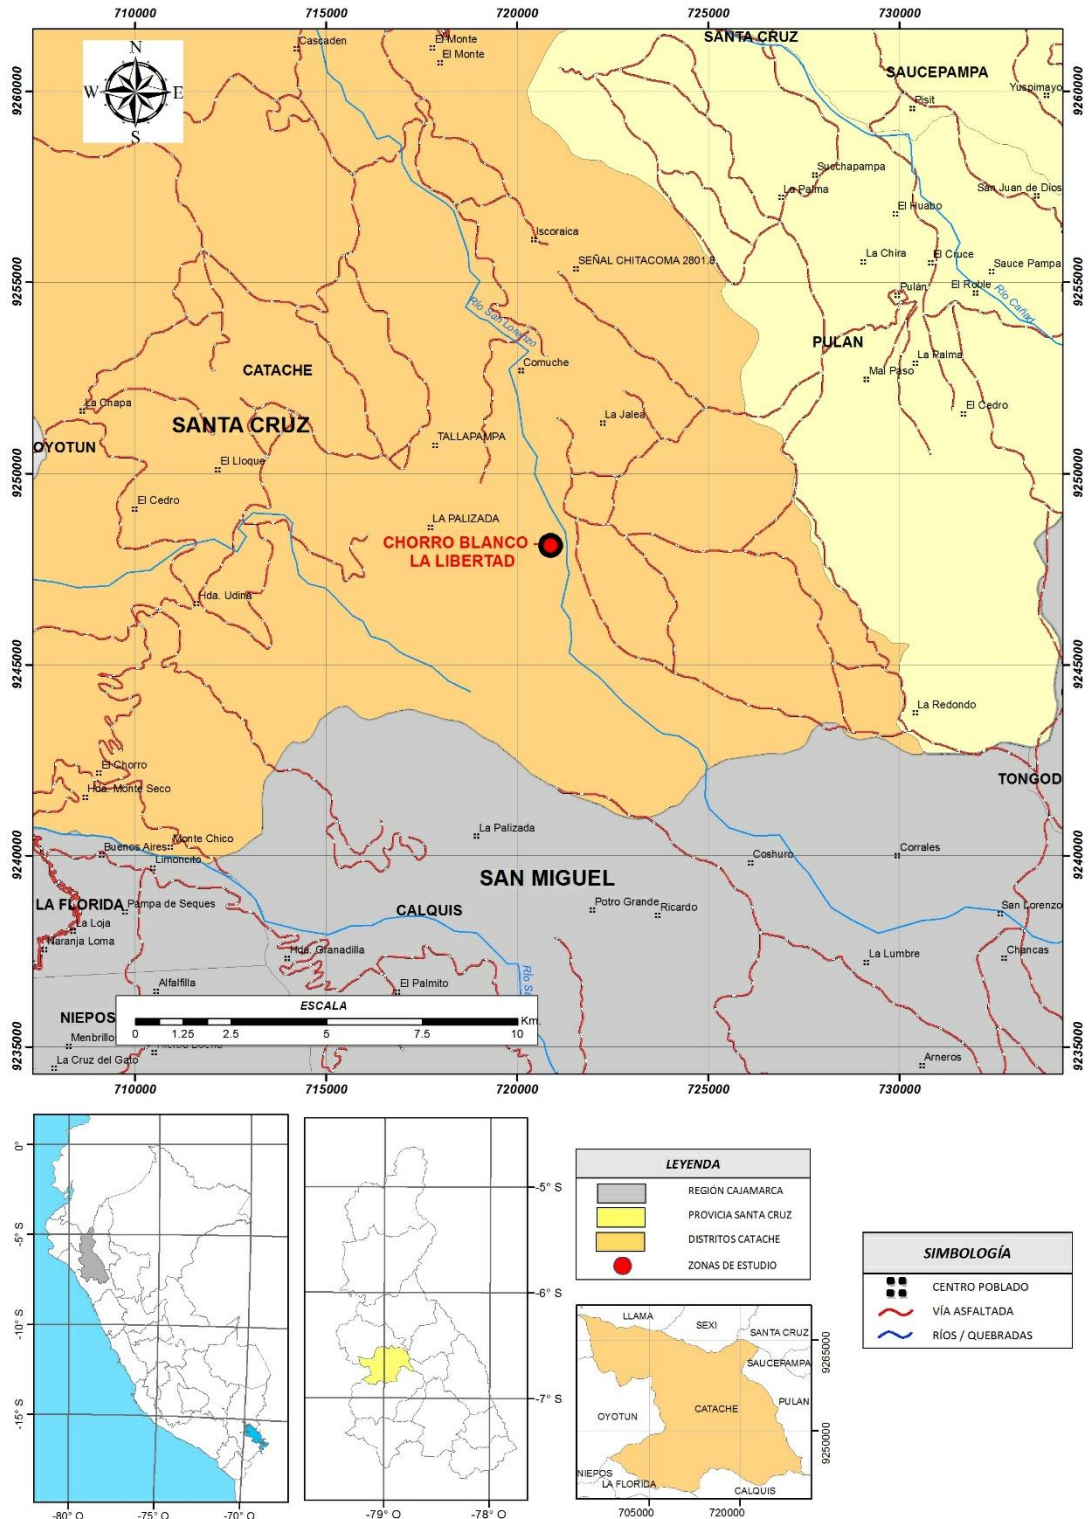 710000 715000 720000 725000 730000
N
W E
S
Cascaden
El Monte
El Monte
SANTA CRUZ
SAUCEPAMPA
Yuspimayo
Pisit
9260000 9260000
Succhapampa
La Palma
San Juan de Dios
El Huabo
Iscoraica
SEÑAL CHITACOMA 2801.8
La Chira
El Cruce
Sauce Pampa
9255000 9255000
Pulán
El Roble
Río Cañad
Río San Lorenzo
PULAN
CATACHE
Comuche
La Palma
Mal Paso
La Chapa
El Cedro
SANTA CRUZ
La Jalea
OYOTUN
TALLAPAMPA
El Lloque
9250000 9250000
El Cedro
LA PALIZADA
CHORRO BLANCO
LA LIBERTAD
Hda. Udina
9245000 9245000
La Redondo
El Chorro
Hda. Monte Seco
TONGOD
La Palizada
Monte Chico
Buenos Aires
Limoncito
Coshuro
Corrales
9240000 9240000
SAN MIGUEL
LA FLORIDA
Pampa de Seques
CALQUIS
Potro Grande
Ricardo
San Lorenzo
La Loja
Naranja Loma
Hda. Granadilla
La Lumbre
Chancas
Alfalfilla
El Palmito
Río Sa
ESCALA
0 1.25 2.5 5 7.5 10 Km.
NIEPOS
Menbrillo
9235000 9235000
La Cruz del Gato
Arneros
710000 715000 720000 725000 730000
0°
-5° S
-10° S
-15° S
-80° O -75° O -70° O
-5° S
-6° S
-7° S
-79° O -78° O
LEYENDA
REGIÓN CAJAMARCA
PROVICIA SANTA CRUZ
DISTRITOS CATACHE
ZONAS DE ESTUDIO
SIMBOLOGÍA
CENTRO POBLADO
VÍA ASFALTADA
RÍOS / QUEBRADAS
LLAMA
SEXI
SANTA CRUZ
SAUCEPAMPA
PULAN
CATACHE
OYOTUN
NIEPOS
LA FLORIDA
CALQUIS
9265000
9250000
7050000 720000